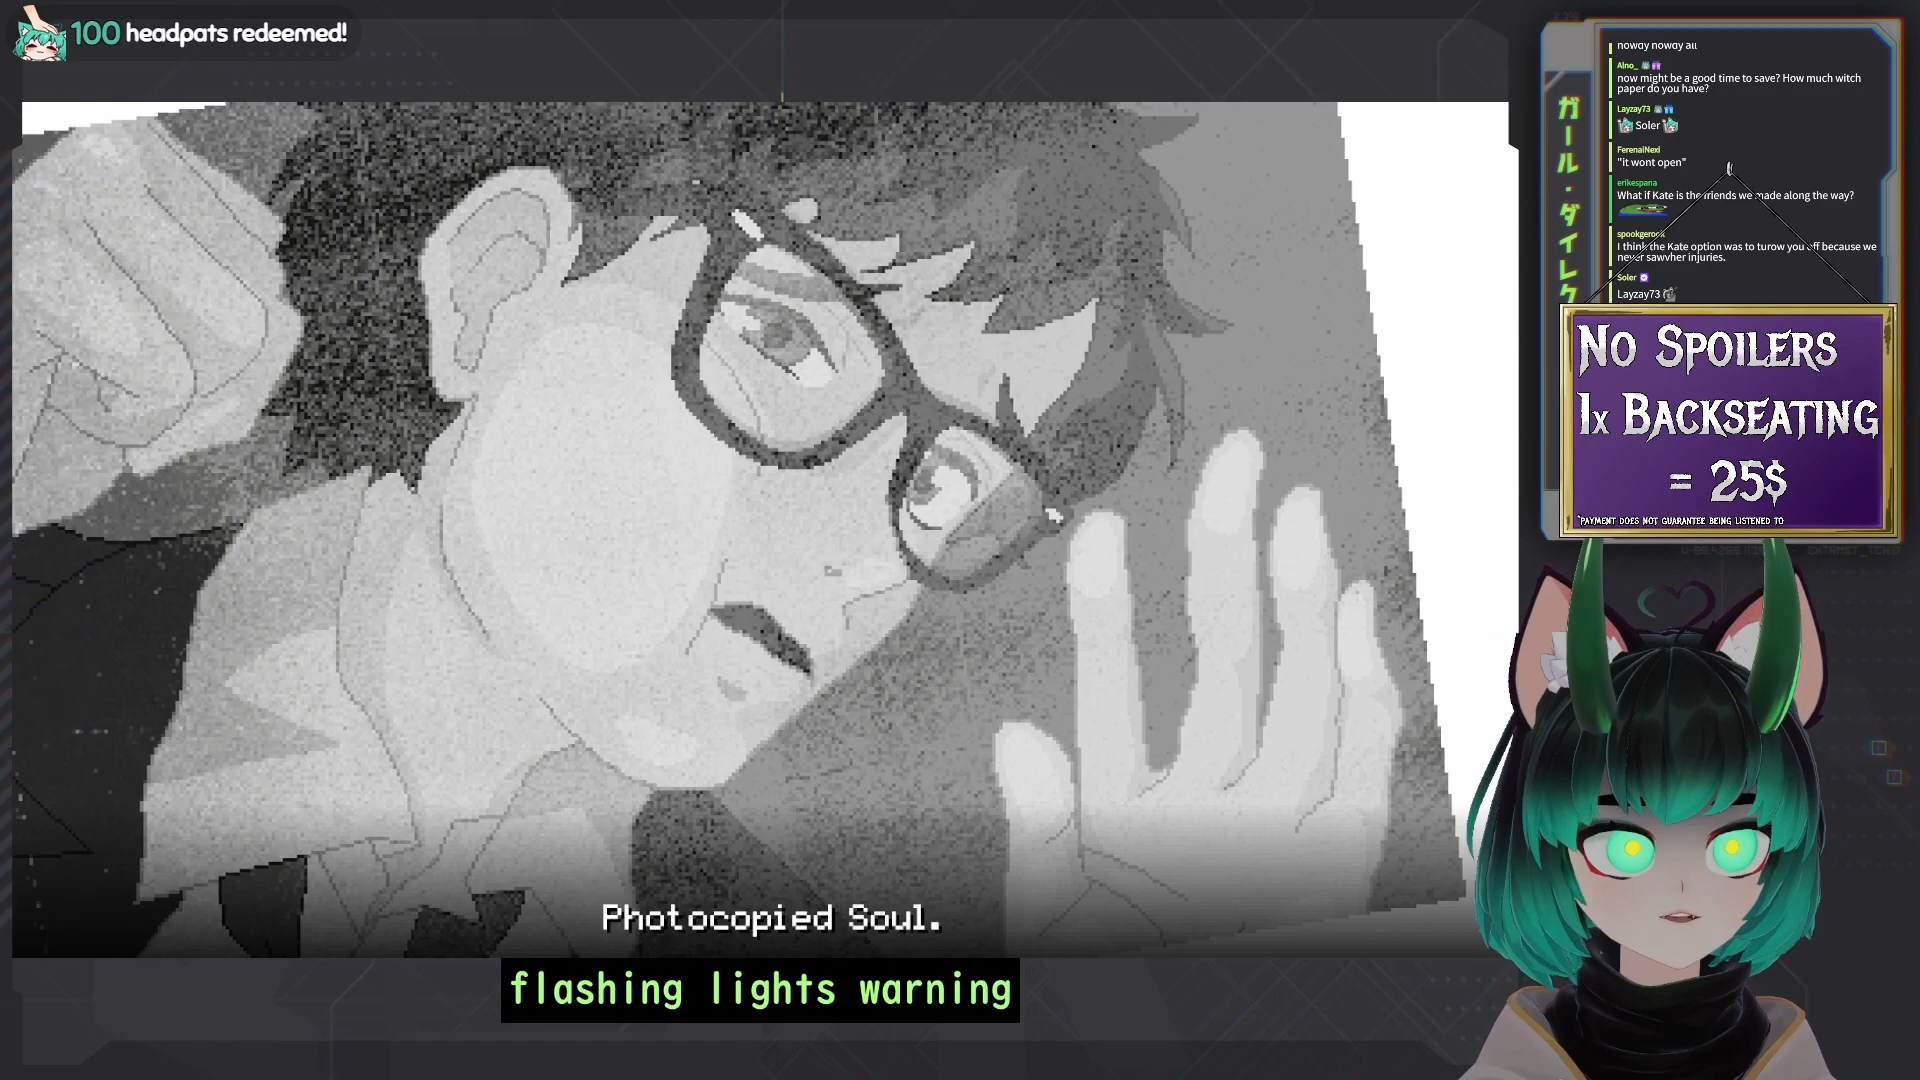 100 headpats redeemed!
howdy howdy all
Alno_
now might be a good time to save? How much witch
paper do you have?
Layzay73
Soler
FerenaiNexi
"it wont open"
erikespana
What if Kate is the friends we made along the way?
I think the Kate option was to turow you off because we
never sawvher injuries.
Soler
Layzay73
ガール・ダイレク
No Spoilers
1x Backseating
= 25$
*Payment does not guarantee being listened to
Photocopied Soul.
flashing lights warning